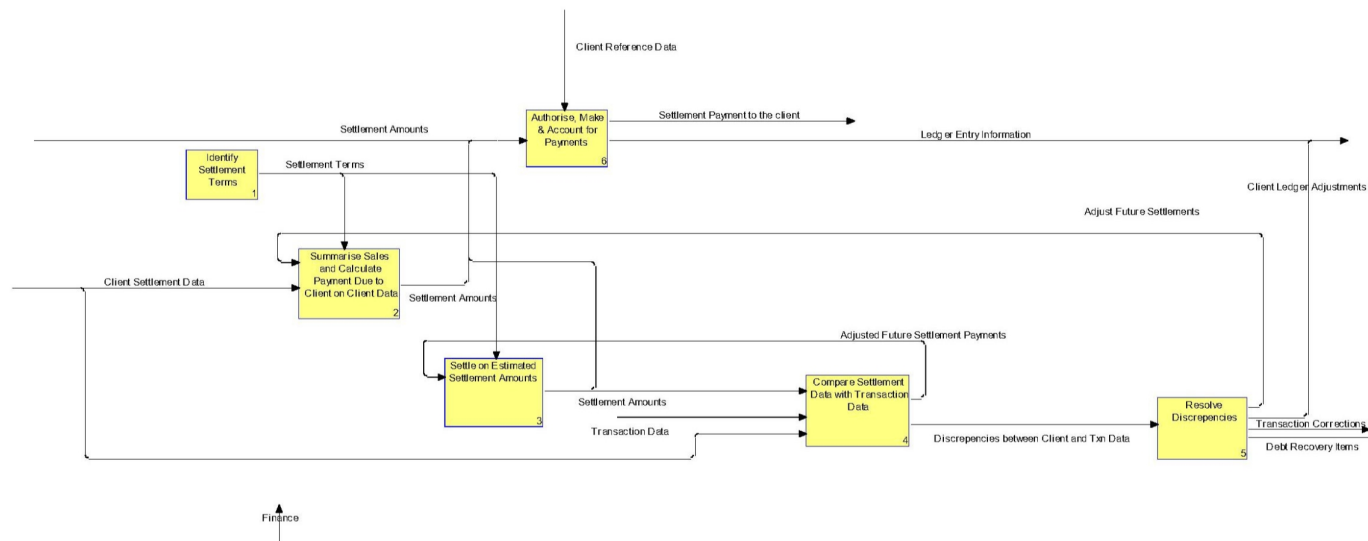 Client Reference Data
Authorise, Make
& Account for
Payments
6
Settlement Payment to the client
Settlement Amounts
Ledger Entry Information
Identify
Settlement
Terms
1
Settlement Terms
Client Ledger Adjustments
Adjust Future Settlements
Summarise Sales
and Calculate
Payment Due to
Client on Client Data
2
Client Settlement Data
Settlement Amounts
Adjusted Future Settlement Payments
Settle on Estimated
Settlement Amounts
3
Settlement Amounts
Compare Settlement
Data with Transaction
Data
4
Transaction Data
Discrepencies between Client and Txn Data
Resolve
Discrepencies
5
Transaction Corrections
Debt Recovery Items
Finance